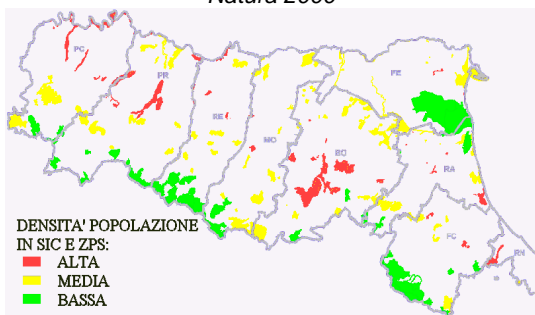 Natura 2000
PC
PR
RE
MO
BO
FE
RA
FC
RN
DENSITA' POPOLAZIONE
IN SIC E ZPS:
ALTA
MEDIA
BASSA